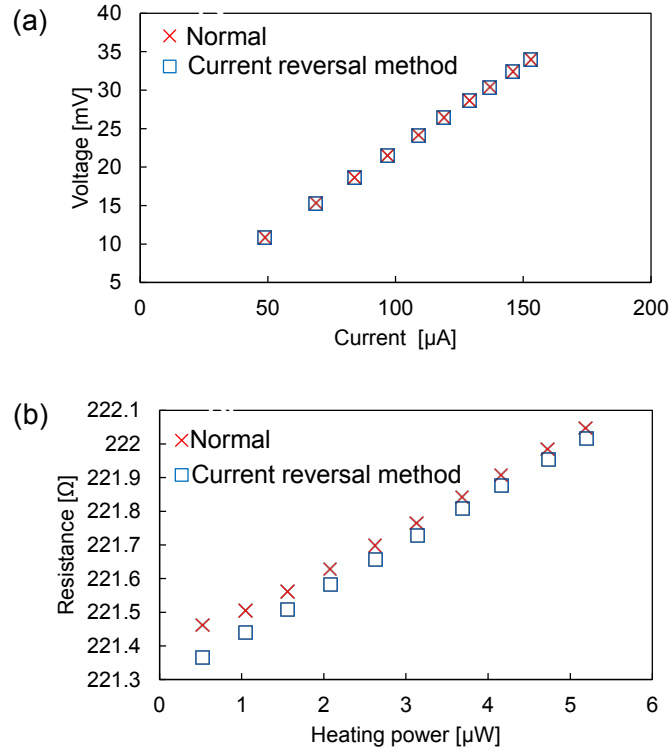 (a)
Normal
Current reversal method
40
35
30
25
20
15
10
5
Voltage [mV]
0
50
100
150
200
Current [µA]
(b)
Normal
Current reversal method
222.1
222
221.9
221.8
221.7
221.6
221.5
221.4
221.3
Resistance [Ω]
0
1
2
3
4
5
6
Heating power [µW]